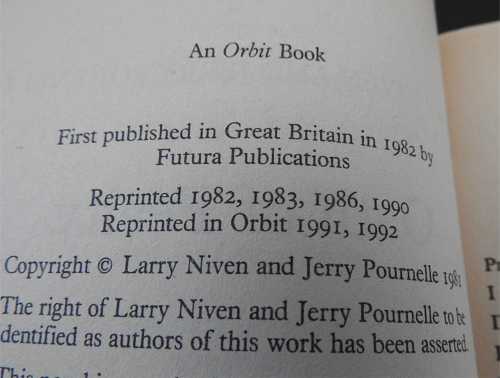 An Orbit Book
First published in Great Britain in 1982 by
Futura Publications
Reprinted 1982, 1983, 1986, 1990
Reprinted in Orbit 1991, 1992
Copyright © Larry Niven and Jerry Pournelle 1981
The right of Larry Niven and Jerry Pournelle to be
dentified as authors of this work has been asserted.